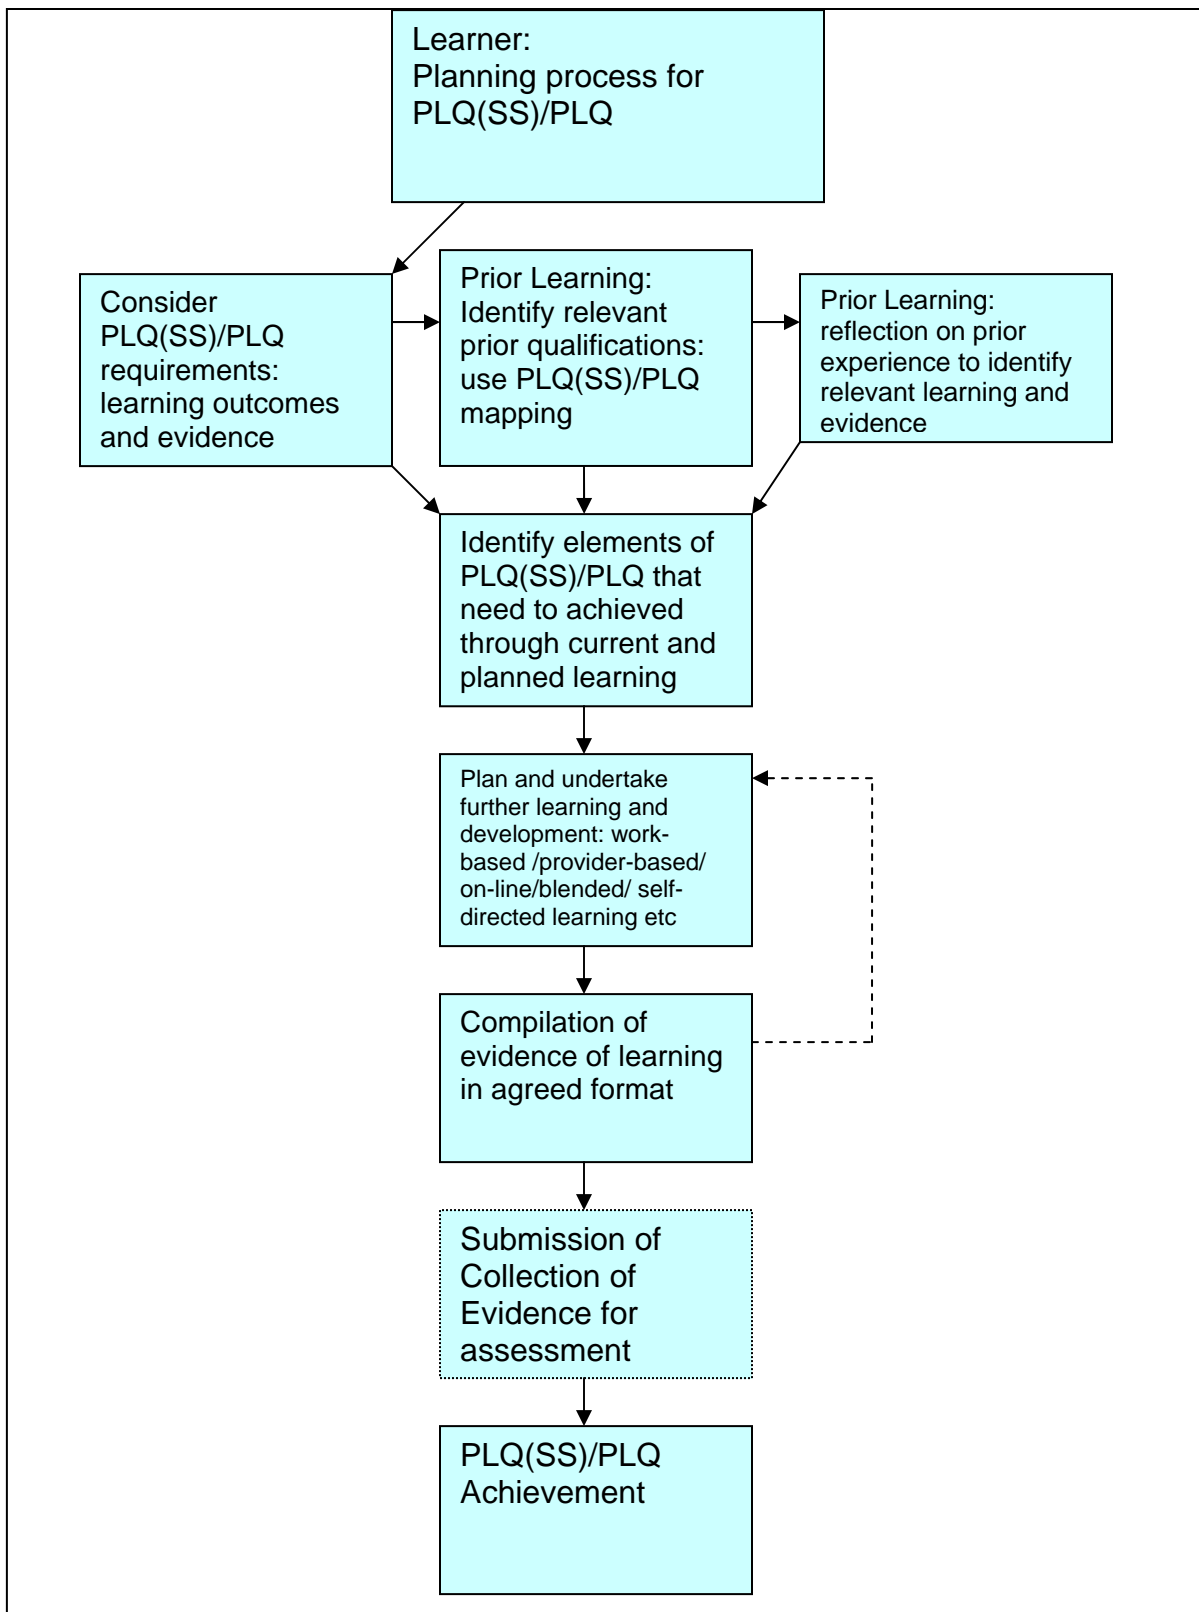 Learner:
Planning process for
PLQ(SS)/PLQ
Consider
PLQ(SS)/PLQ
requirements:
learning outcomes
and evidence
Prior Learning:
Identify relevant
prior qualifications:
use PLQ(SS)/PLQ
mapping
Prior Learning:
reflection on prior
experience to identify
relevant learning and
evidence
Identify elements of
PLQ(SS)/PLQ that
need to achieved
through current and
planned learning
Plan and undertake
further learning and
development: work-
based /provider-based/
on-line/blended/ self-
directed learning etc
Compilation of
evidence of learning
in agreed format
Submission of
Collection of
Evidence for
assessment
PLQ(SS)/PLQ
Achievement